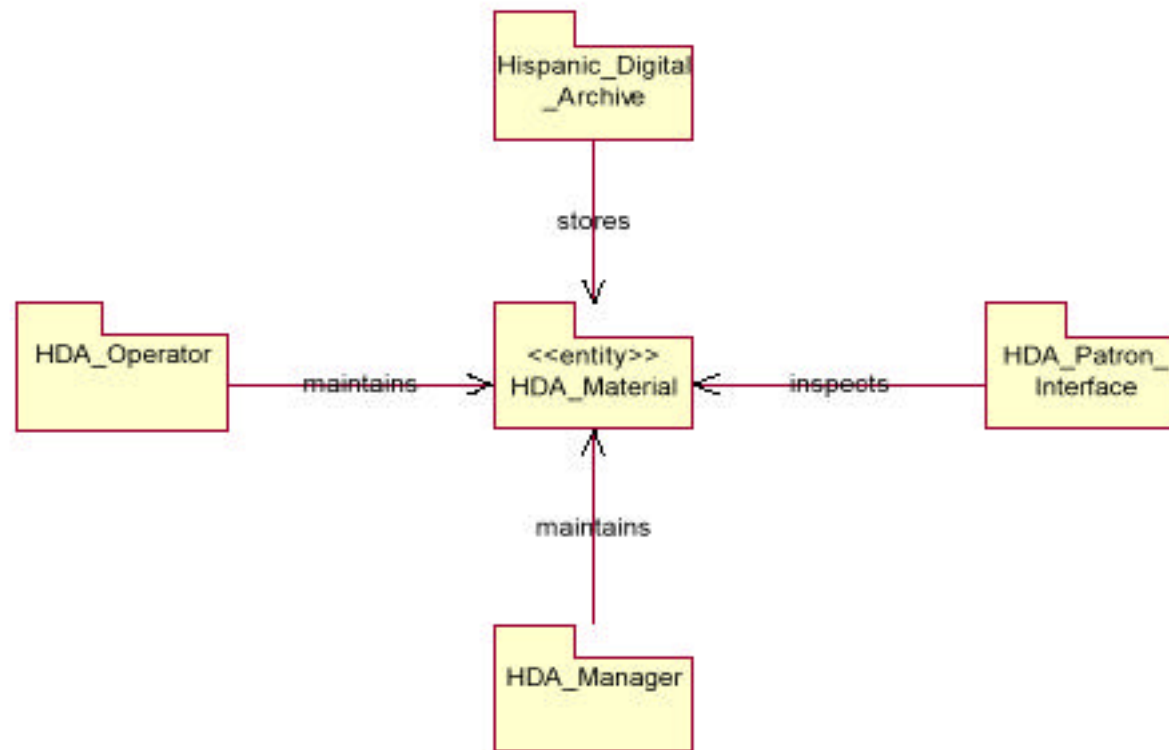 Hispanic_Digital
_Archive
stores
HDA_Operator
maintains
<<entity>>
HDA_Material
inspects
HDA_Patron_
Interface
maintains
HDA_Manager